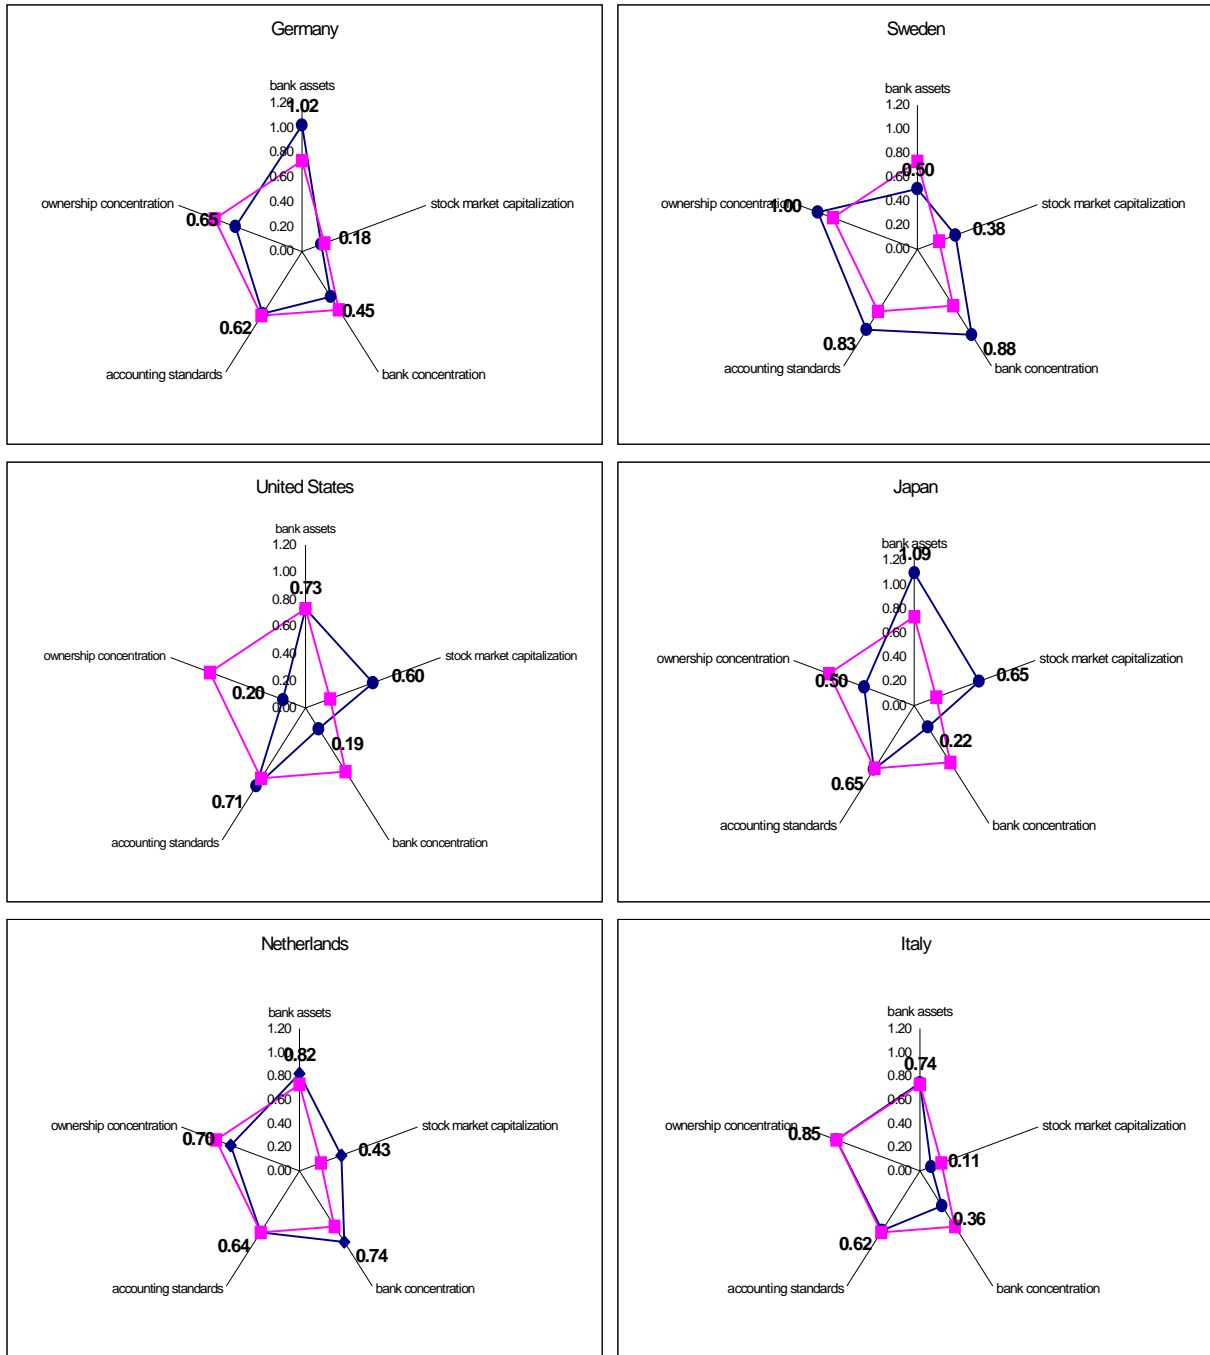 Germany
bank assets
1.20
1.02
1.00
0.80
0.60
0.40
0.20
0.00
ownership concentration
0.65
stock market capitalization
0.18
0.45
0.62
accounting standards
bank concentration
Sweden
bank assets
1.20
1.00
0.80
0.60
0.50
0.40
0.20
0.00
ownership concentration
1.00
stock market capitalization
0.38
0.83
0.88
accounting standards
bank concentration
United States
bank assets
1.20
1.00
0.80
0.73
0.60
0.40
0.20
0.00
ownership concentration
0.20
stock market capitalization
0.60
0.19
0.71
accounting standards
bank concentration
Japan
bank assets
1.09
1.20
1.00
0.80
0.60
0.40
0.20
0.00
ownership concentration
0.50
stock market capitalization
0.65
0.22
0.65
accounting standards
bank concentration
Netherlands
bank assets
1.20
1.00
0.82
0.80
0.60
0.40
0.20
0.00
ownership concentration
0.70
stock market capitalization
0.43
0.64
0.74
accounting standards
bank concentration
Italy
bank assets
1.20
1.00
0.74
0.80
0.60
0.40
0.20
0.00
ownership concentration
0.85
stock market capitalization
0.11
0.36
0.62
accounting standards
bank concentration